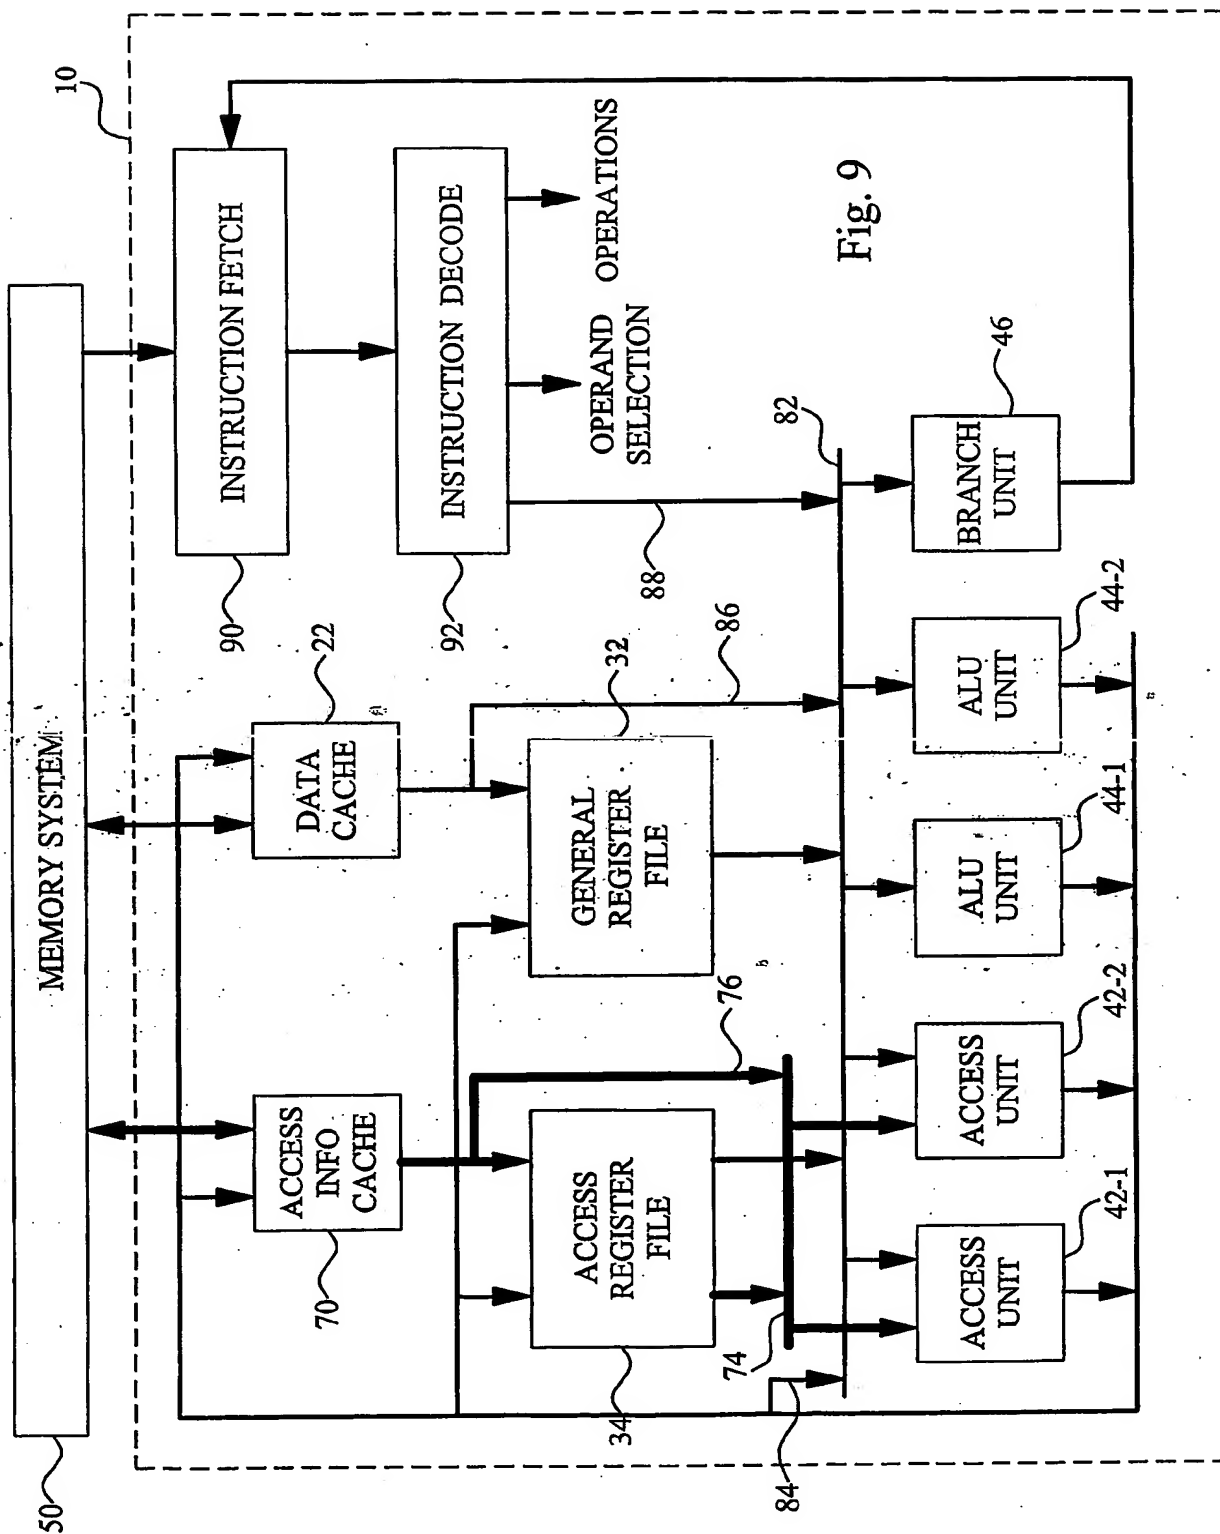 50
MEMORY SYSTEM
10
70
ACCESS
INFO
CACHE
DATA
CACHE
22
90
INSTRUCTION FETCH
34
ACCESS
REGISTER
FILE
76
GENERAL
REGISTER
FILE
32
92
INSTRUCTION DECODE
86
88
OPERAND
SELECTION
OPERATIONS
84
74
82
ACCESS
UNIT
42-1
ACCESS
UNIT
42-2
ALU
UNIT
44-1
ALU
UNIT
44-2
BRANCH
UNIT
46
Fig. 9